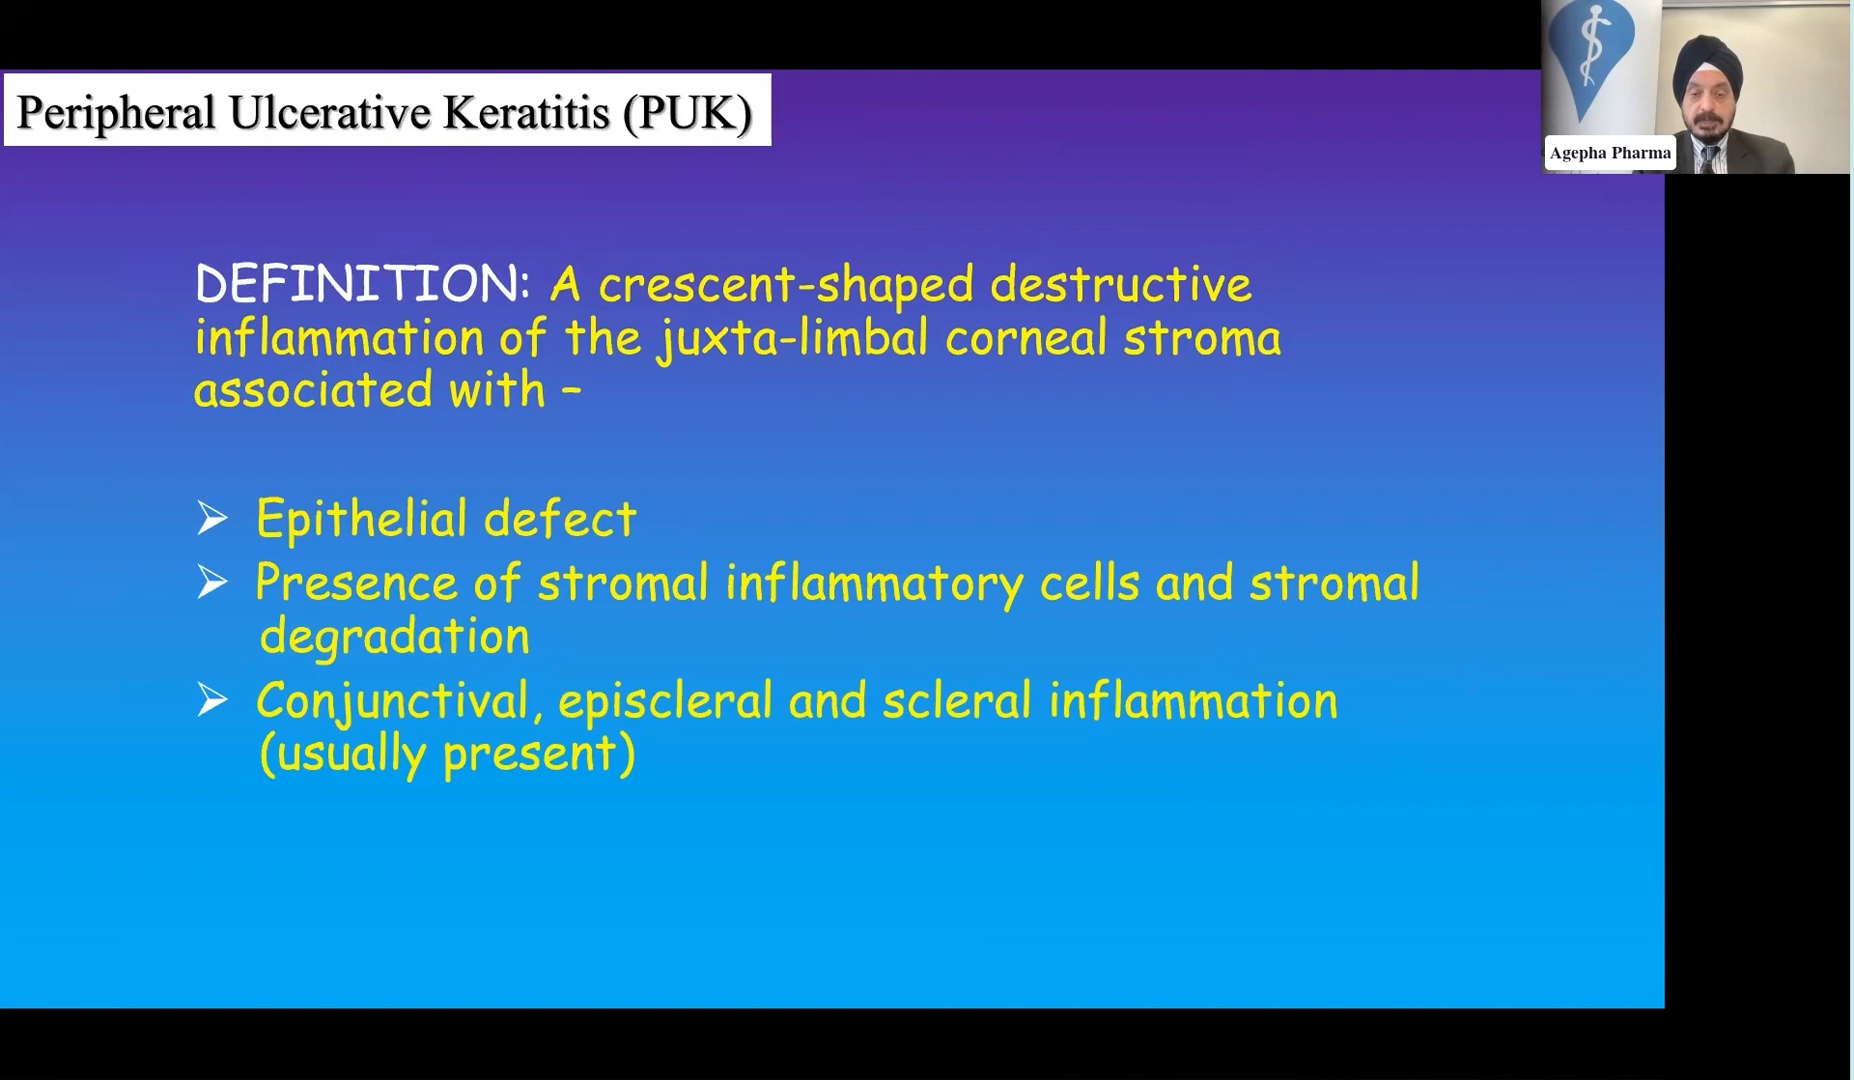 Peripheral Ulcerative Keratitis (PUK)
Agepha Pharma
DEFINITION: A crescent-shaped destructive
inflammation of the juxta-limbal corneal stroma
associated with –
➢ Epithelial defect
➢ Presence of stromal inflammatory cells and stromal
degradation
➢ Conjunctival, episcleral and scleral inflammation
(usually present)